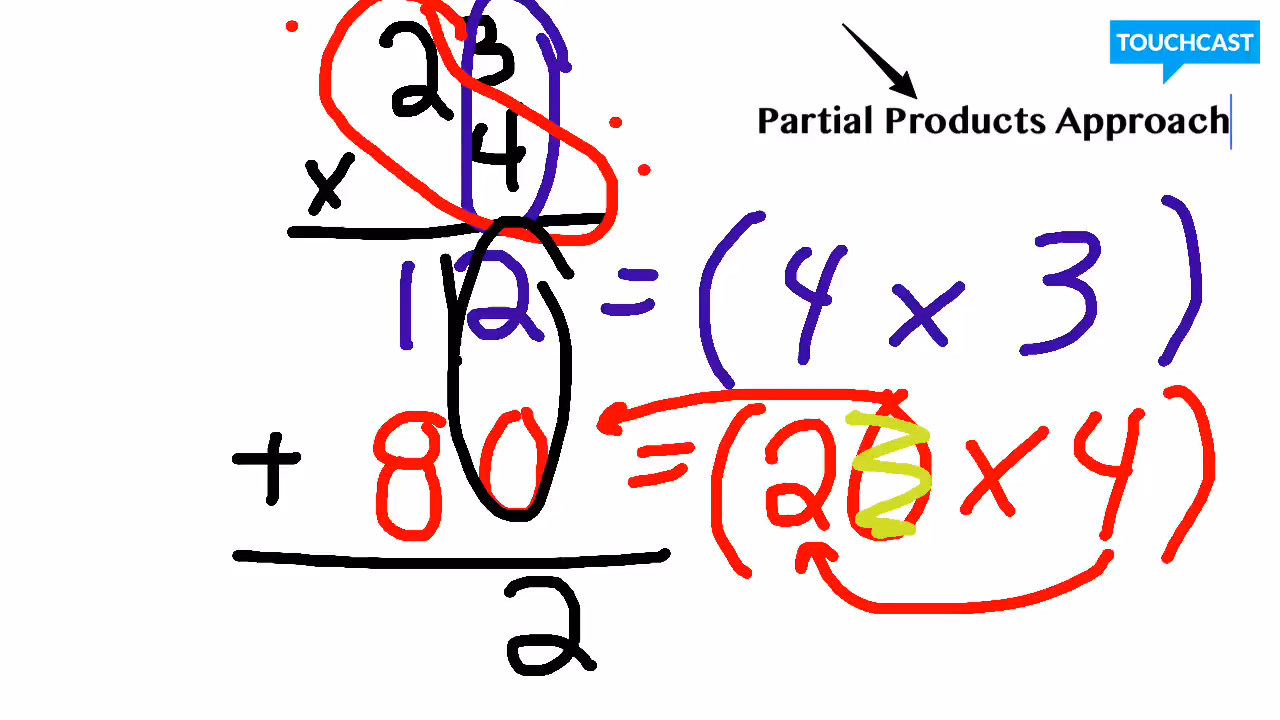 TOUCHCAST
Partial Products Approach
23
x 4
12 = (4 x 3)
+ 80 = (20 x 4)
2